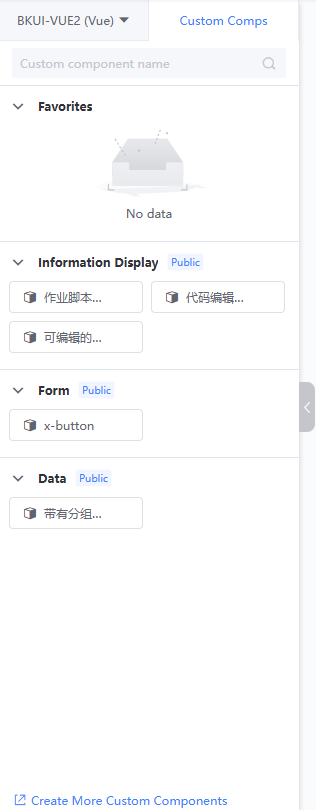 BKUI-VUE2 (Vue)
Custom Comps
Custom component name
Favorites
No data
Information Display Public
作业脚本...
代码编辑...
可编辑的...
Form Public
x-button
Data Public
带有分组...
Create More Custom Components